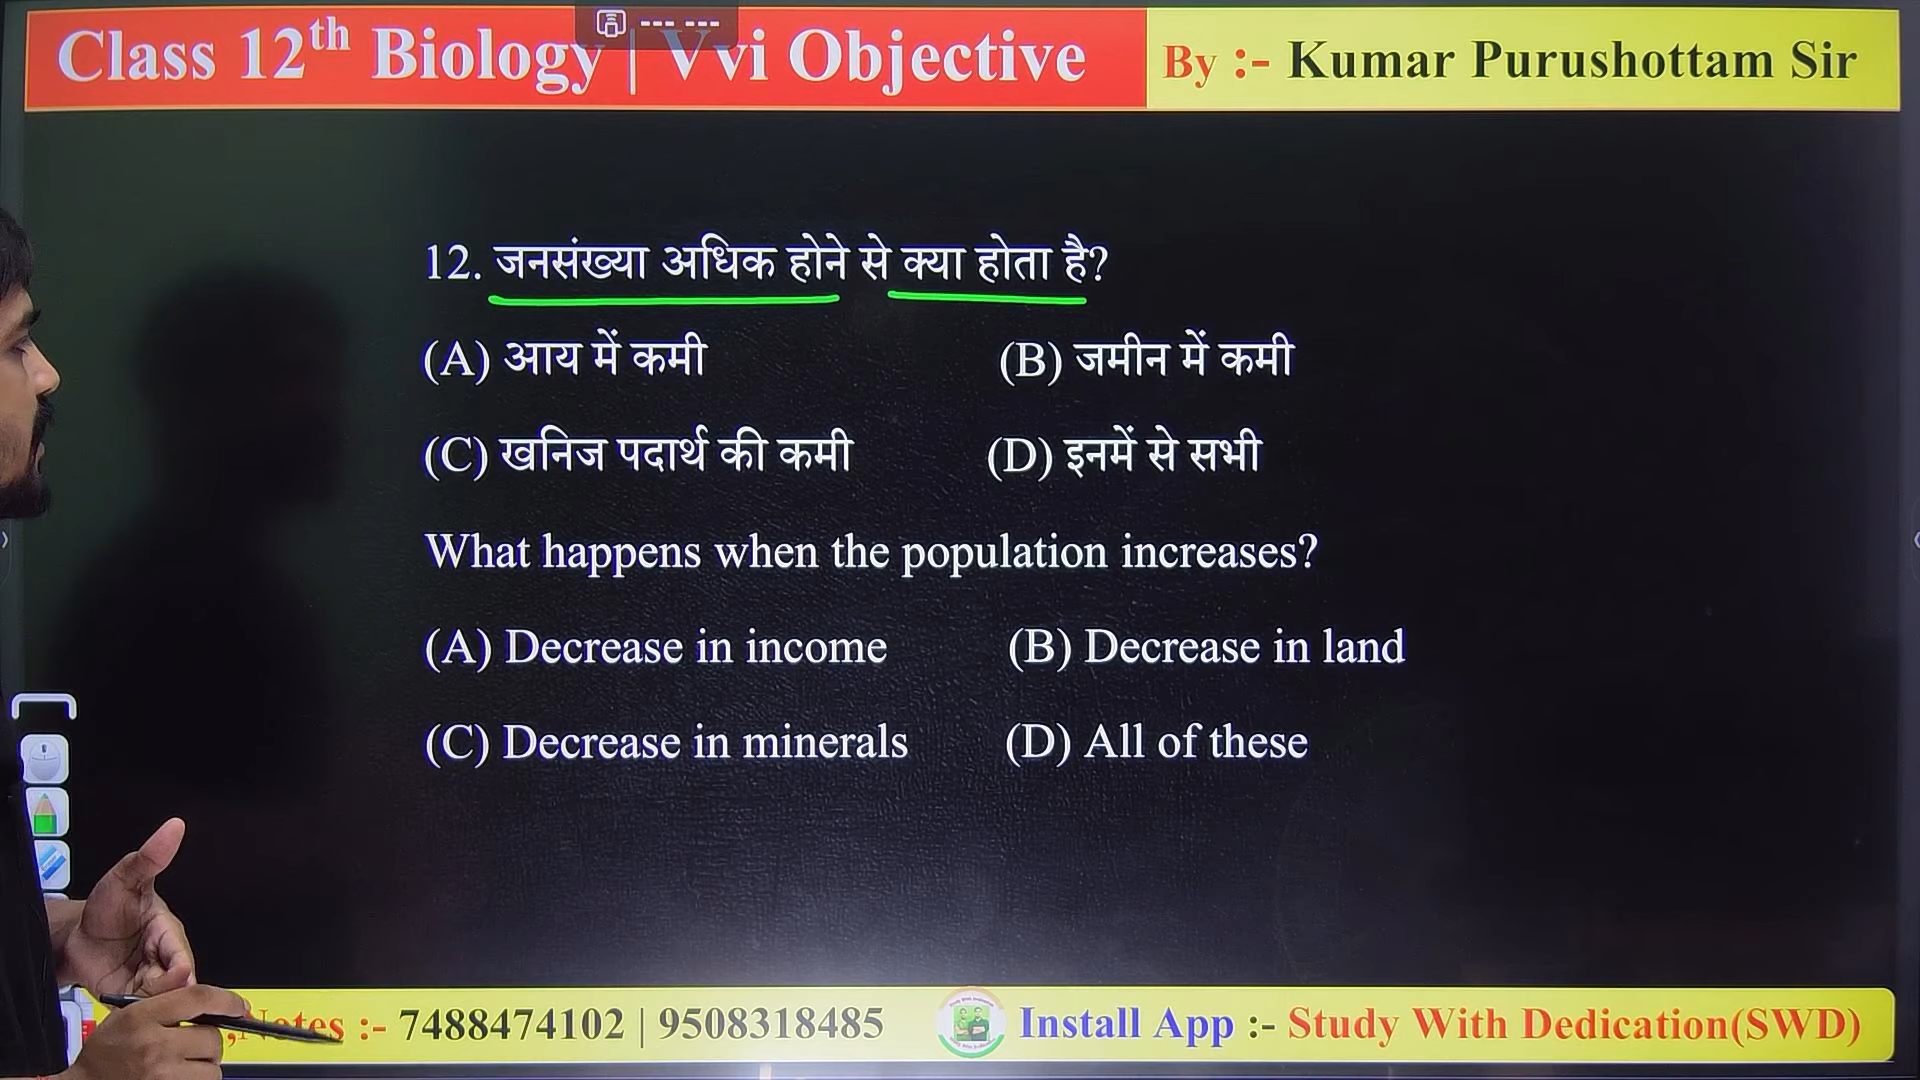 Class 12th Biology | Vvi Objective By :- Kumar Purushottam Sir
12. जनसंख्या अधिक होने से क्या होता है?
(A) आय में कमी (B) जमीन में कमी
(C) खनिज पदार्थ की कमी (D) इनमें से सभी
What happens when the population increases?
(A) Decrease in income (B) Decrease in land
(C) Decrease in minerals (D) All of these
,Notes :- 7488474102 | 9508318485 Install App :- Study With Dedication(SWD)